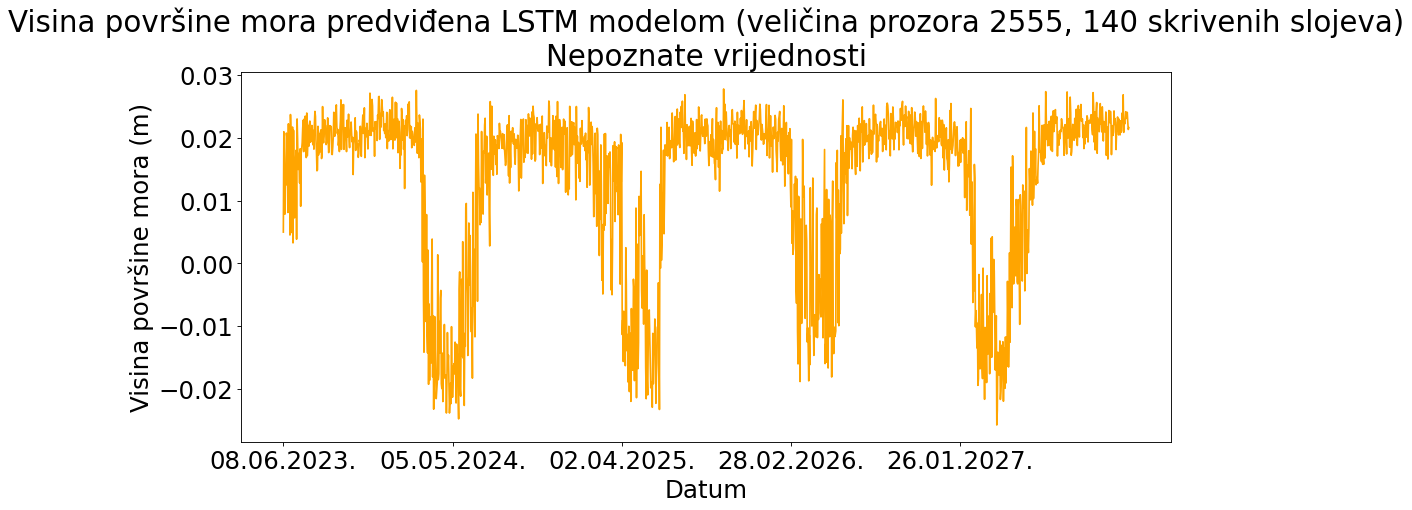 Visina površine mora predviđena LSTM modelom (veličina prozora 2555, 140 skrivenih slojeva)
Nepoznate vrijednosti
Visina površine mora (m)
0.03
0.02
0.01
0.00
−0.01
−0.02
08.06.2023.
05.05.2024.
02.04.2025.
28.02.2026.
26.01.2027.
Datum